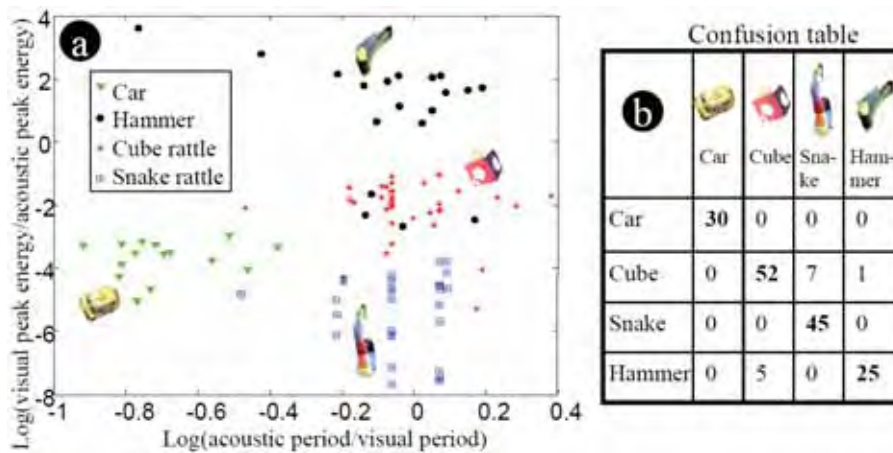 a
Log(visual peak energy/acoustic peak energy)
4
2
0
-2
-4
-6
-8
Car
Hammer
Cube rattle
Snake rattle
-1
-0.8
-0.6
-0.4
-0.2
0
0.2
0.4
Log(acoustic period/visual period)
Confusion table
b
Car Cube Sna- Ham-
ke mmer
Car 30 0 0 0
Cube 0 52 7 1
Snake 0 0 45 0
Hammer 0 5 0 25